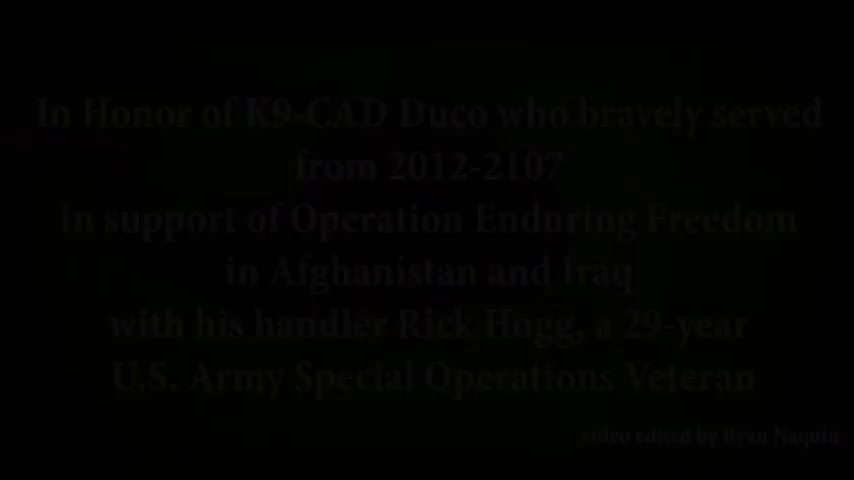 In Honor of K9-CAD Duco who bravely served
from 2012-2107
in support of Operation Enduring Freedom
in Afghanistan and Iraq
with his handler Rick Hogg, a 29-year
U.S. Army Special Operations Veteran
video edited by Ryan Naquin